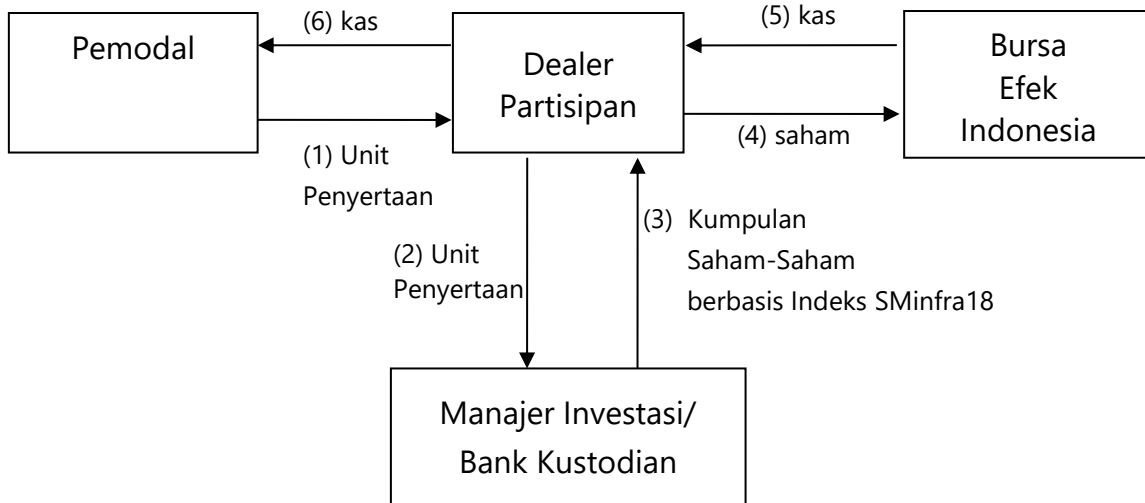 (6) kas
(5) kas
Pemodal
Dealer
Partisipan
Bursa
Efek
Indonesia
(1) Unit
Penyertaan
(4) saham
(2) Unit
Penyertaan
(3) Kumpulan
Saham-Saham
berbasis Indeks SMinfra18
Manajer Investasi/
Bank Kustodian